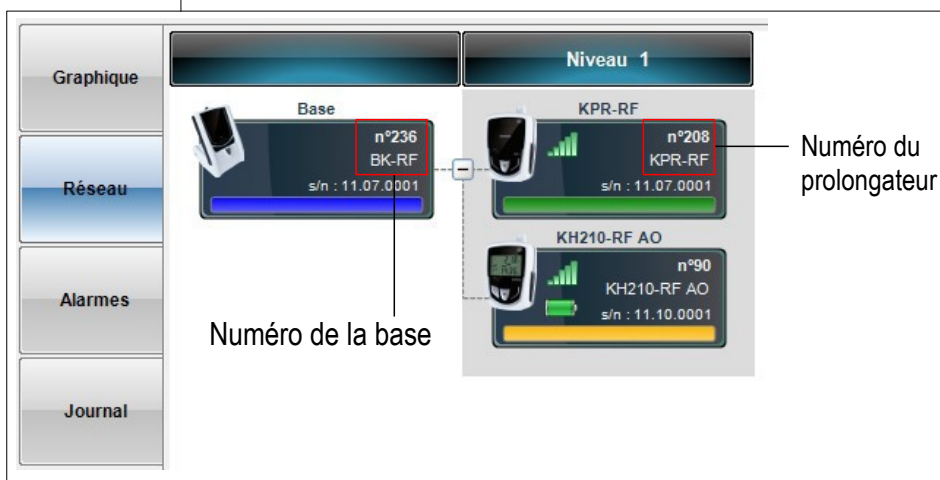 Graphique
Réseau
Alarmes
Journal
Niveau 1
Base
n°236
BK-RF
s/n : 11.07.0001
KPR-RF
n°208
KPR-RF
s/n : 11.07.0001
KH210-RF AO
n°90
KH210-RF AO
s/n : 11.10.0001
Numéro de la base
Numéro du
prolongateur